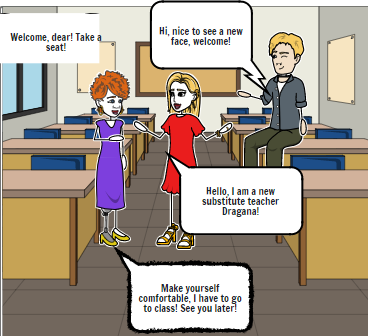 Welcome, dear! Take a
seat!
Hi, nice to see a new
face, welcome!
Hello, I am a new
substitute teacher
Dragana!
Make yourself
comfortable, I have to go
to class! See you later!